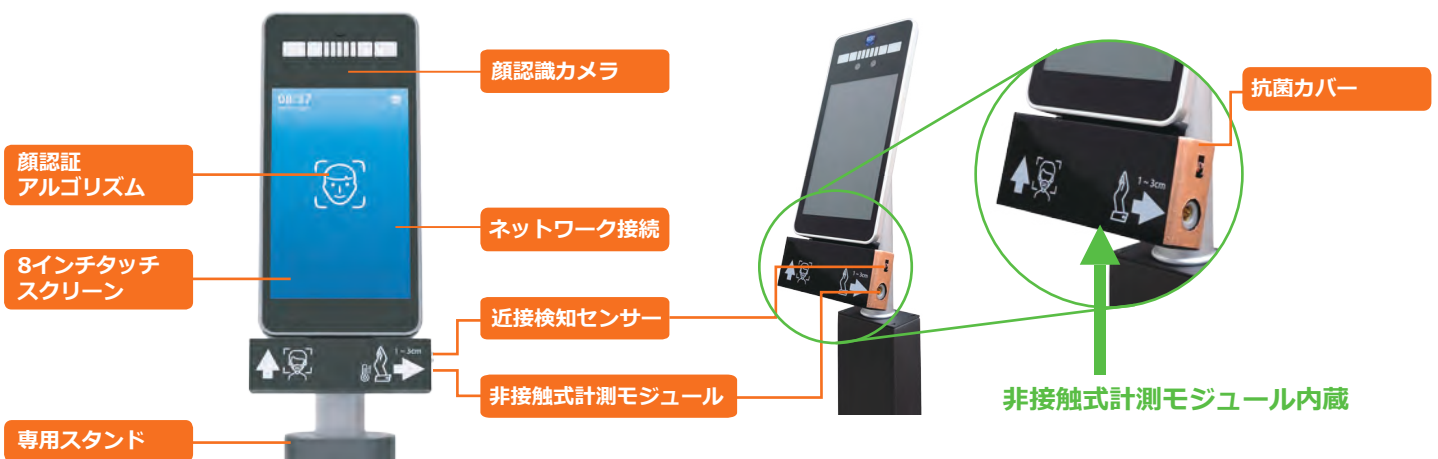 顔認識カメラ
抗菌カバー
08:37
顔認証
アルゴリズム
1~3cm
ネットワーク接続
8インチタッチ
スクリーン
1~3cm
近接検知センサー
1~3cm
非接触式計測モジュール
非接触式計測モジュール内蔵
専用スタンド